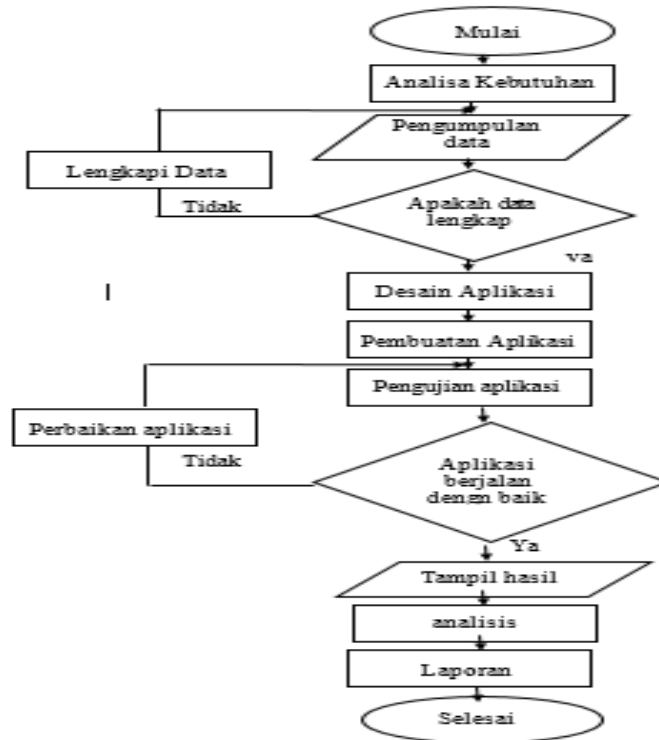 Mulai
Analisa Kebutuhan
Pengumpulan
data
Lengkapi Data
Tidak
Apakah data
lengkap
ya
Desain Aplikasi
Pembuatan Aplikasi
Pengujian aplikasi
Perbaikan aplikasi
Tidak
Aplikasi
berjalan
dengn baik
Ya
Tampil hasil
analisis
Laporan
Selesai